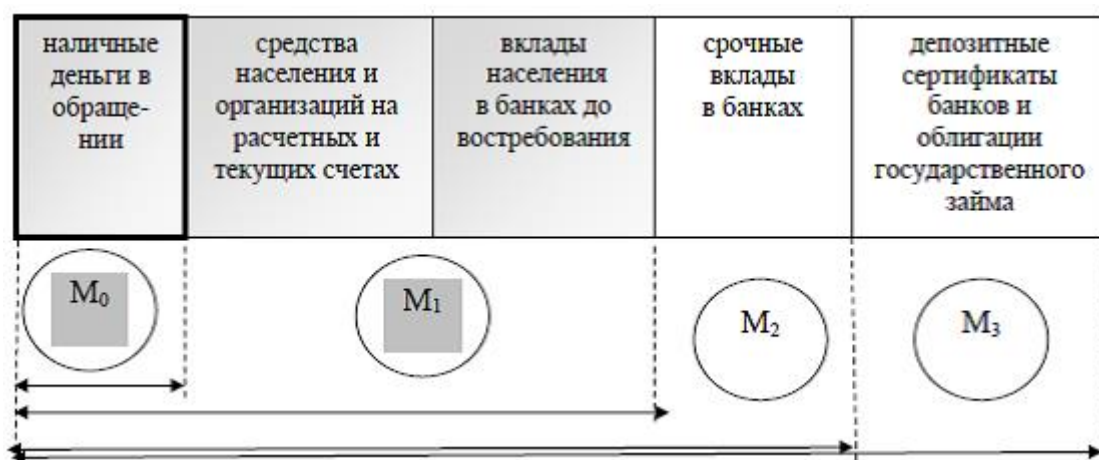 наличные
деньги в
обраще-
нии
средства
населения и
организаций на
расчетных и
текущих счетах
вклады
населения
в банках до
востребования
срочные
вклады
в банках
депозитные
сертификаты
банков и
облигации
государственного
займа
M₀
M₁
M₂
M₃